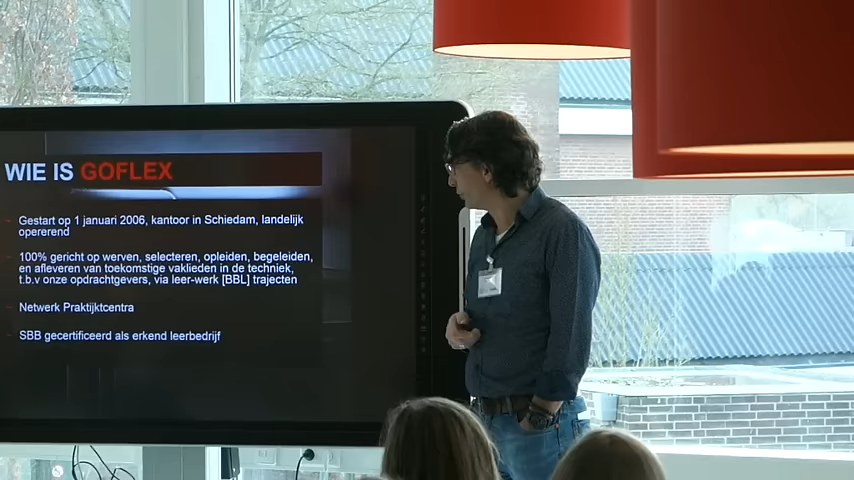 WIE IS GOFLEX
- Gestart op 1 januari 2006, kantoor in Schiedam, landelijk
opererend
- 100% gericht op werven, selecteren, opleiden, begeleiden,
en afleveren van toekomstige vaklieden in de techniek,
t.b.v onze opdrachtgevers, via leer-werk [BBL] trajecten
- Netwerk Praktijktcentra
- SBB gecertificeerd als erkend leerbedrijf